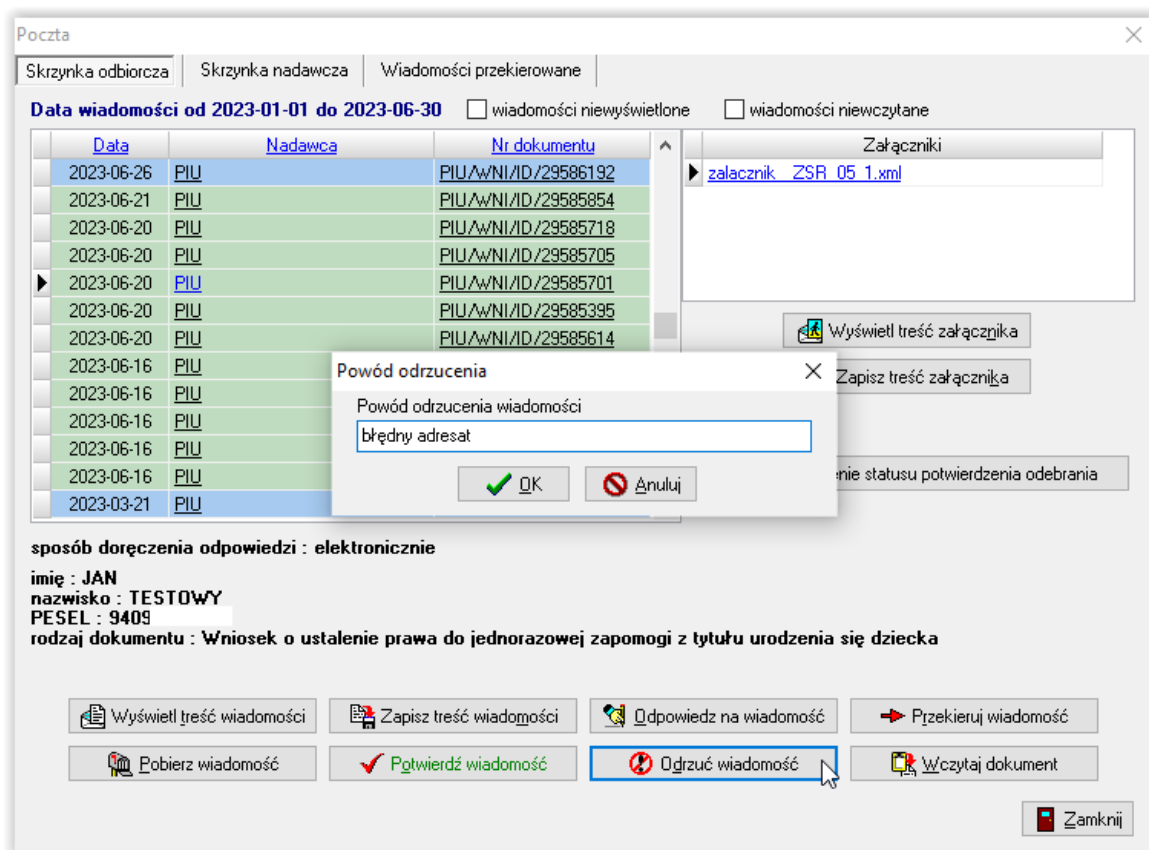 Poczta
Skrzynka odbiorcza Skrzynka nadawcza Wiadomości przekierowane
Data wiadomości od 2023-01-01 do 2023-06-30 wiadomości niewyświetlone wiadomości niewczytane
Data Nadawca Nr dokumentu Załączniki
2023-06-26 PIU PIU/WNI/ID/29586192 zalacznik ZSR 05 1.xml
2023-06-21 PIU PIU/WNI/ID/29585854
2023-06-20 PIU PIU/WNI/ID/29585718
2023-06-20 PIU PIU/WNI/ID/29585705
2023-06-20 PIU PIU/WNI/ID/29585701
2023-06-20 PIU PIU/WNI/ID/29585395
2023-06-20 PIU PIU/WNI/ID/29585614
Wyświetl treść załącznika
2023-06-16 PIU
2023-06-16 PIU
2023-06-16 PIU
2023-06-16 PIU
2023-06-16 PIU
2023-03-21 PIU
Powód odrzucenia
Zapisz treść załącznika
Powód odrzucenia wiadomości
błędny adresat
OK Anuluj
statusu potwierdzenia odebrania
sposób doręczenia odpowiedzi : elektronicznie
imię : JAN
nazwisko : TESTOWY
PESEL : 9409
rodzaj dokumentu : Wniosek o ustalenie prawa do jednorazowej zapomogi z tytułu urodzenia się dziecka
Wyświetl treść wiadomości Zapisz treść wiadomości Odpowiedz na wiadomość Przekieruj wiadomość
Pobierz wiadomość Potwierdź wiadomość Odrzuć wiadomość Wczytaj dokument
Zamknij